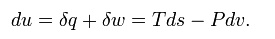 du = δq + δw = Tds − Pdv.